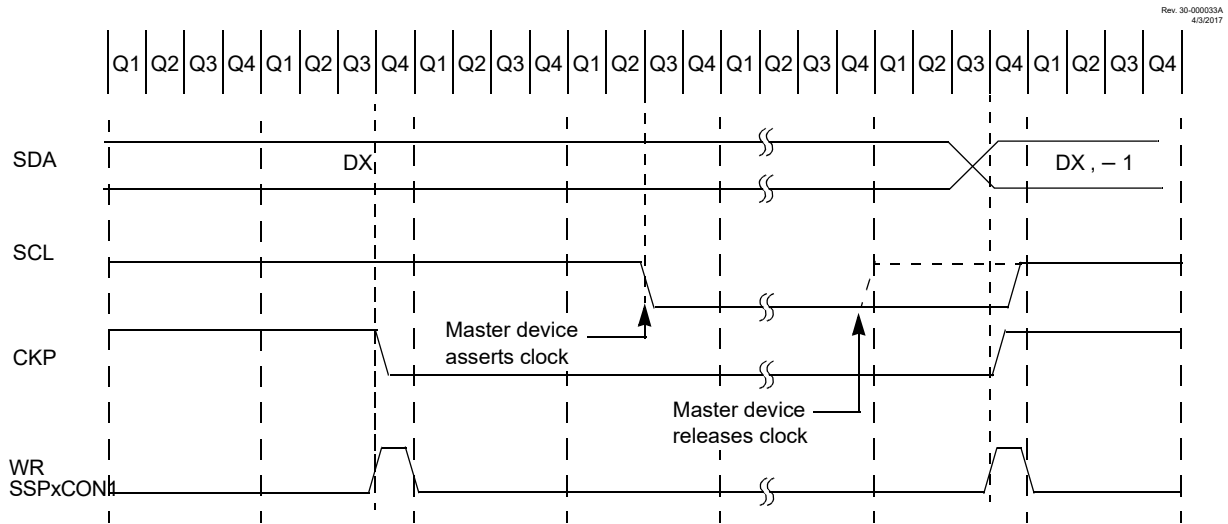 Rev. 30-000033A
4/3/2017
Q1 Q2 Q3 Q4 Q1 Q2 Q3 Q4 Q1 Q2 Q3 Q4 Q1 Q2 Q3 Q4 Q1 Q2 Q3 Q4 Q1 Q2 Q3 Q4 Q1 Q2 Q3 Q4
SDA
DX
DX , – 1
SCL
Master device
asserts clock
CKP
Master device
releases clock
WR
SSPxCON1